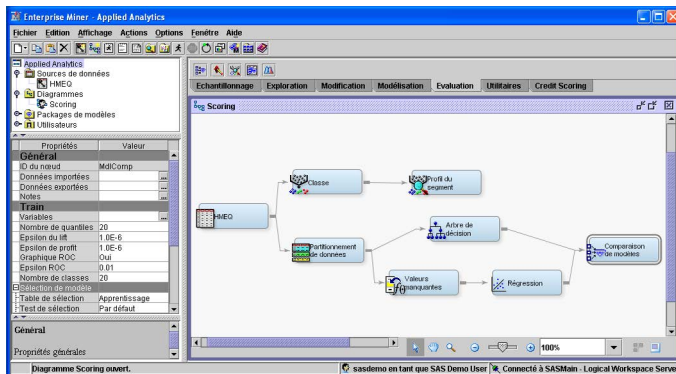 Enterprise Miner - Applied Analytics
Fichier Edition Affichage Actions Options Fenêtre Aide
Applied Analytics
Sources de données
HMEQ
Diagrammes
Scoring
Packages de modèles
Utilisateurs
Echantillonnage Exploration Modification Modélisation Evaluation Utilitaires Credit Scoring
Scoring
Propriétés Valeur
Général
ID du nœud MdlComp
Données importées ...
Données exportées ...
Notes ...
Train
Variables ...
Nombre de quantiles 20
Epsilon du lift 1.0E-6
Epsilon de profit 1.0E-6
Graphique ROC Oui
Epsilon ROC 0.01
Nombre de classes 20
Sélection de modèle
Table de sélection Apprentissage
Test de sélection Par défaut
Général
Propriétés générales
Classe
Profil du
segment
HMEQ
Arbre de
décision
Partitionnement
de données
Comparaison
de modèles
Valeurs
manquantes
Régression
100%
Diagramme Scoring ouvert.
sasdemo en tant que SAS Demo User
Connecté à SASMain - Logical Workspace Serve